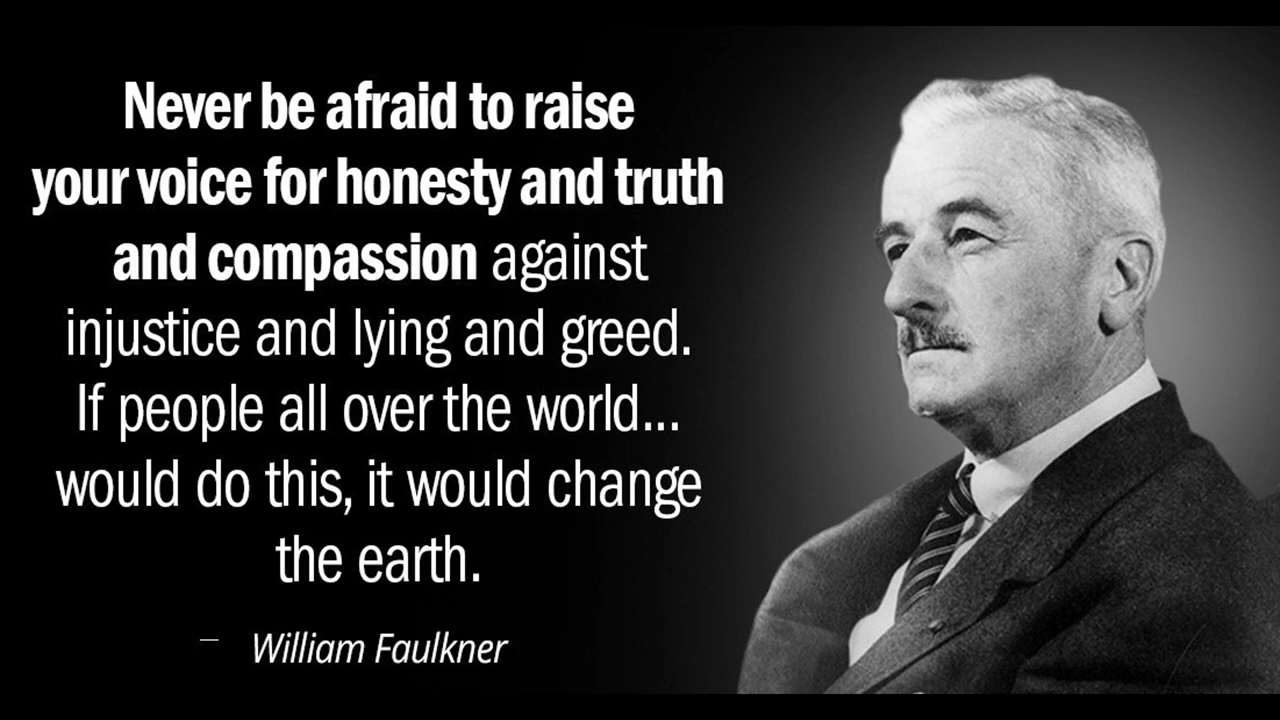 Never be afraid to raise
your voice for honesty and truth
and compassion against
injustice and lying and greed.
If people all over the world...
would do this, it would change
the earth.
— William Faulkner